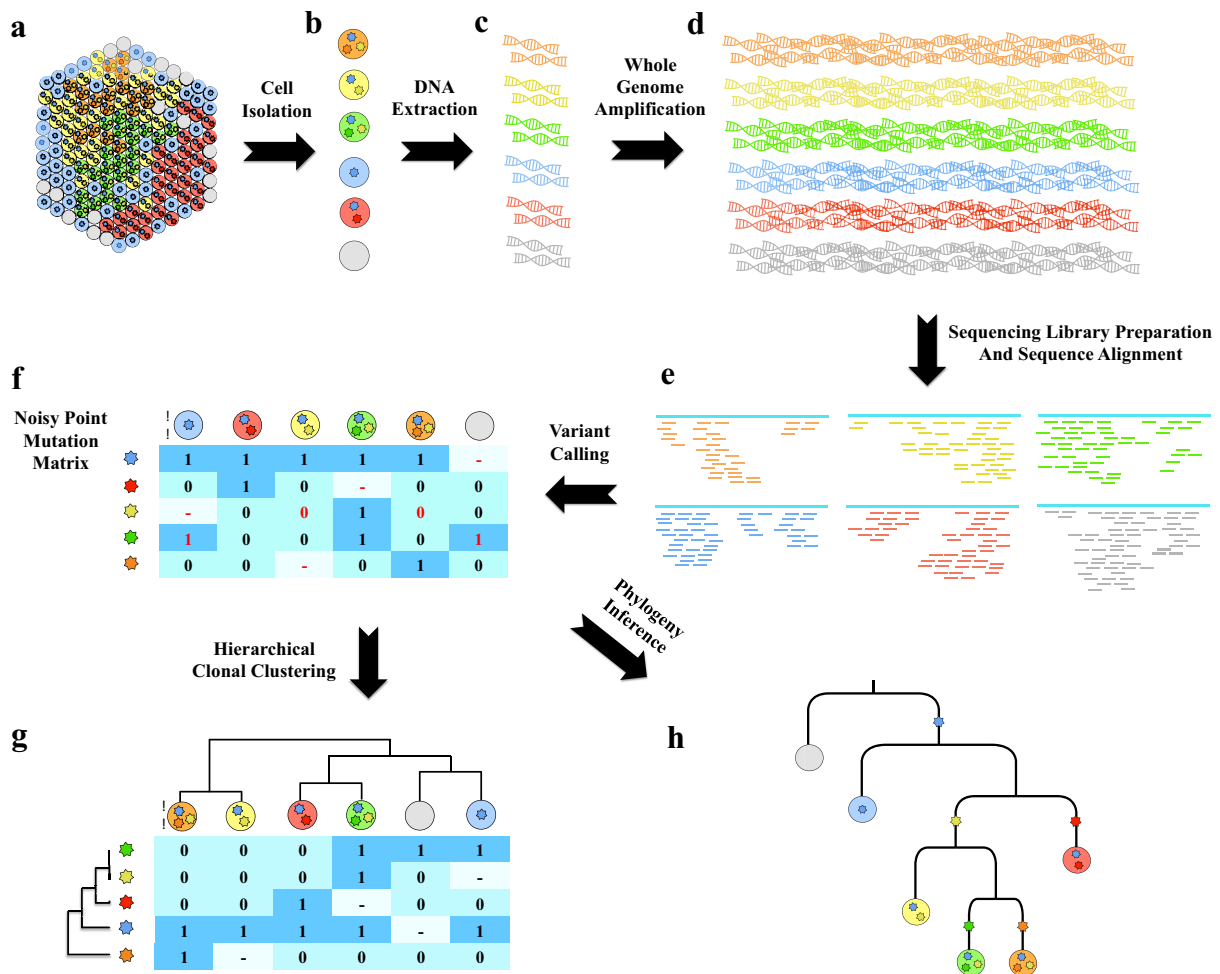 a
b
c
d
Cell
Isolation
DNA
Extraction
Whole
Genome
Amplification
Sequencing Library Preparation
And Sequence Alignment
e
f
Noisy Point
Mutation
Matrix
!
!
1 1 1 1 1 -
0 1 0 - 0 0
- 0 0 1 0 0
1 0 0 1 0 1
0 0 - 0 1 0
Variant
Calling
Hierarchical
Clonal Clustering
Phylogeny
Inference
g
!
!
0 0 0 1 1 1
0 0 0 1 0 -
0 0 1 - 0 0
1 1 1 1 - 1
1 - 0 0 0 0
h